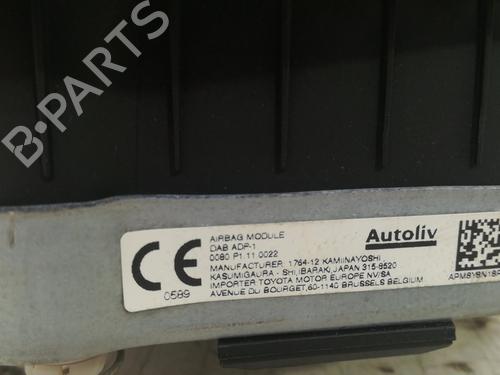 CE
0589
AIRBAG MODULE
DAB ADP-1
0080 P1 11.0022
MANUFACTURER: 1764-12 KAMIINAYOSHI,
KASUMIGAURA - SHI, IBARAKI, JAPAN 315-8520
IMPORTER TOYOTA MOTOR EUROPE NV/SA
AVENUE DU BOURGET, 60-1140 BRUSSELS BELGIUM
Autoliv
B-PARTS